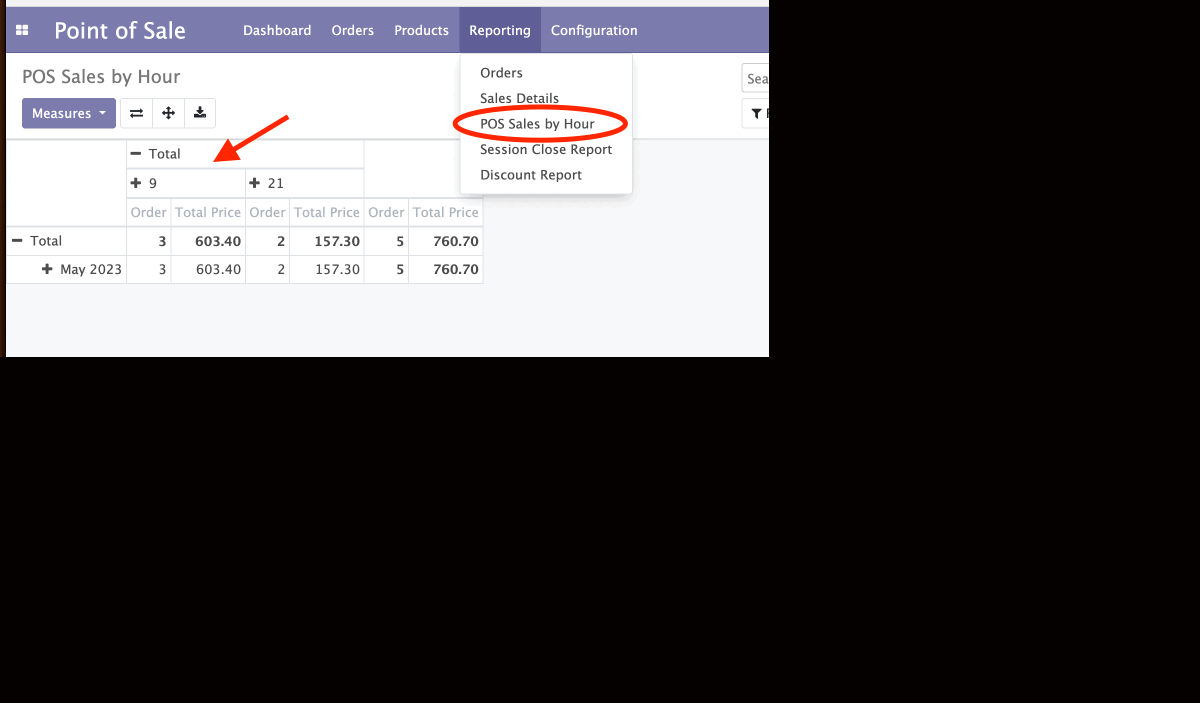 Point of Sale Dashboard Orders Products Reporting Configuration
POS Sales by Hour
Measures
Orders
Sales Details
POS Sales by Hour
Session Close Report
Discount Report
Total
9 21
Order Total Price Order Total Price Order Total Price
Total 3 603.40 2 157.30 5 760.70
May 2023 3 603.40 2 157.30 5 760.70